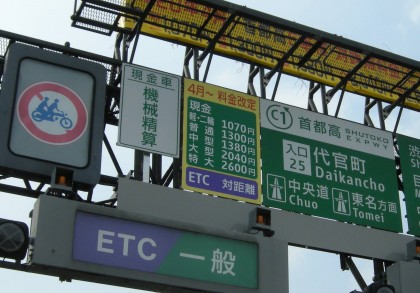 現金車
機械精算
4月～ 料金改定
現金
軽・二輪 1070円
普通 1300円
中型 1380円
大型 2040円
特大 2600円
ETC 対距離
C1 首都高 SHUTOKO EXPWY
入口 25 代官町
Daikancho
中央道 Chuo
東名方面 Tomei
渋
ETC 一般